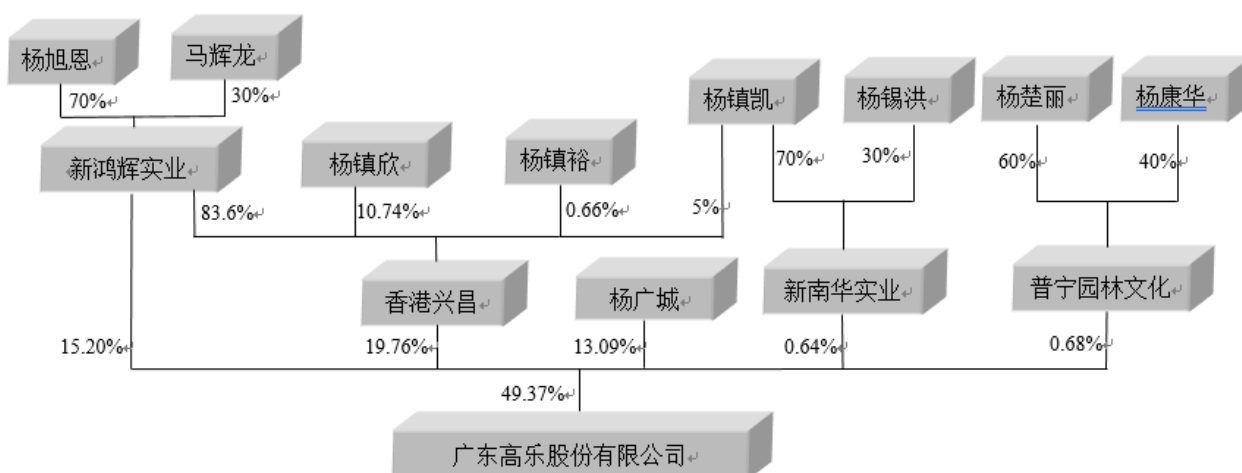 杨旭恩
马辉龙
杨镇凯
杨锡洪
杨楚丽
杨康华
70%
30%
新鸿辉实业
杨镇欣
杨镇裕
70%
30%
60%
40%
83.6%
10.74%
0.66%
5%
香港兴昌
杨广城
新南华实业
普宁园林文化
15.20%
19.76%
13.09%
0.64%
0.68%
49.37%
广东高乐股份有限公司